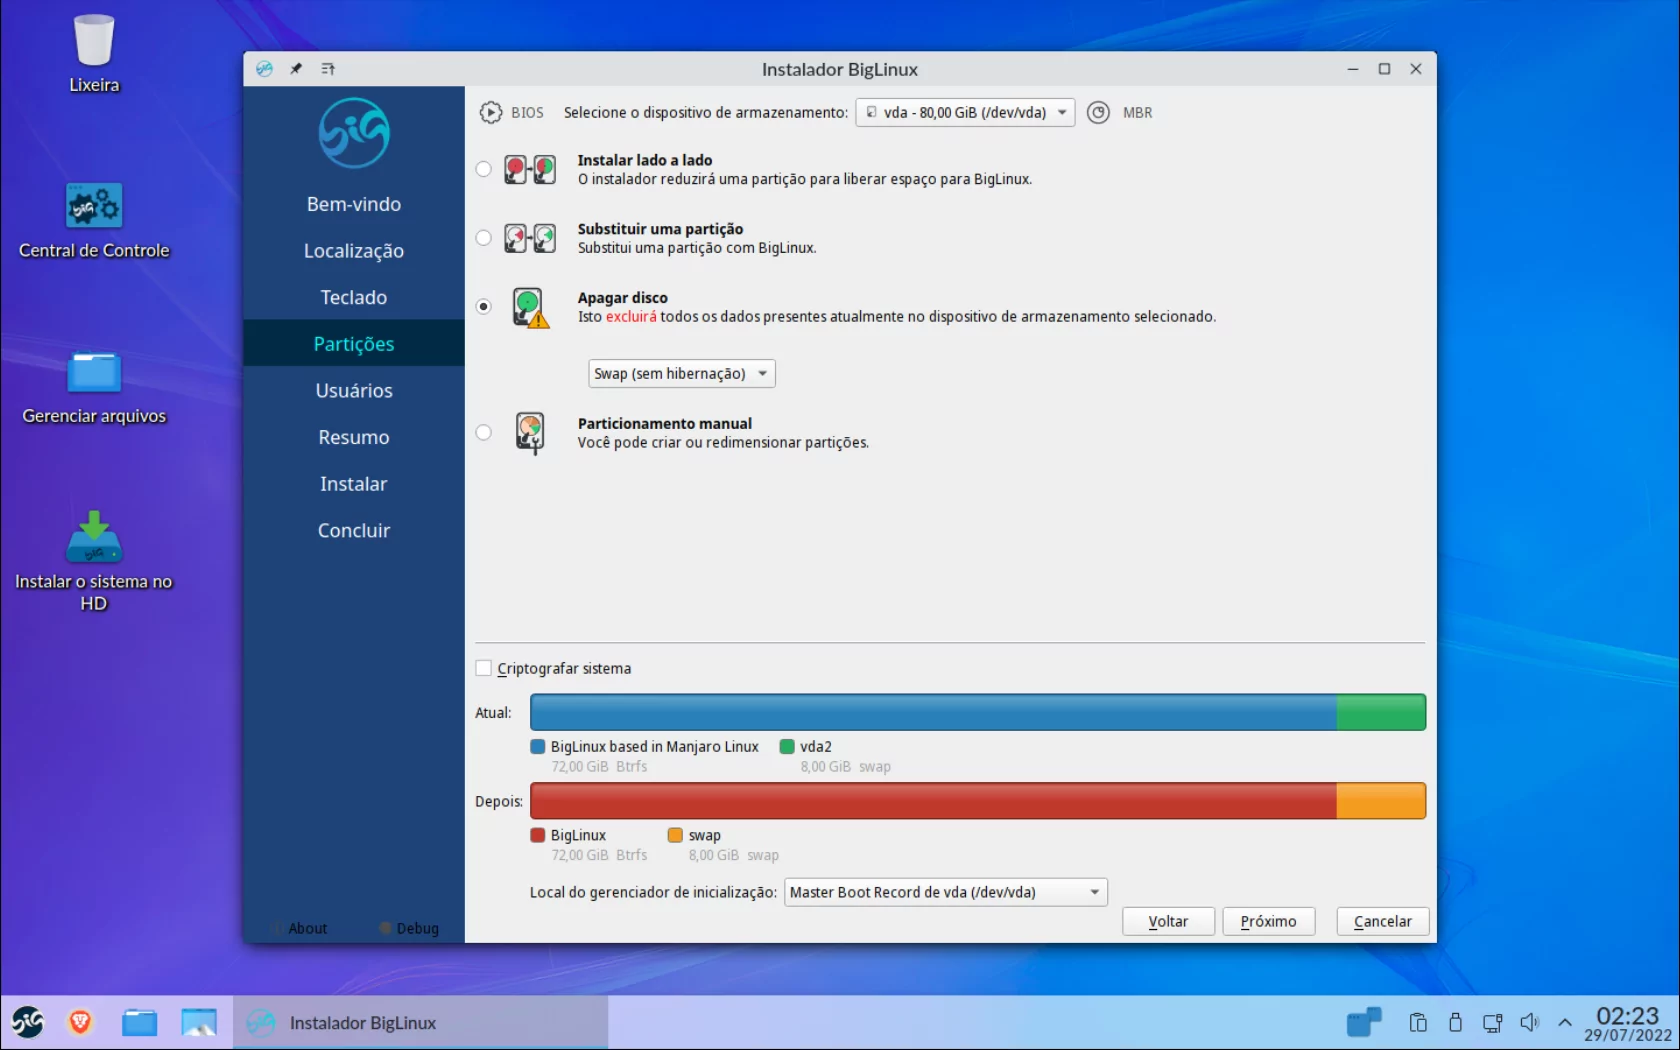 Lixeira
Central de Controle
Gerenciar arquivos
Instalar o sistema no
HD
Instalador BigLinux
BIG
Bem-vindo
Localização
Teclado
Partições
Usuários
Resumo
Instalar
Concluir
About
Debug
BIOS
Selecione o dispositivo de armazenamento:
vda - 80,00 GiB (/dev/vda)
MBR
Instalar lado a lado
O instalador reduzirá uma partição para liberar espaço para BigLinux.
Substituir uma partição
Substitui uma partição com BigLinux.
Apagar disco
Isto excluirá todos os dados presentes atualmente no dispositivo de armazenamento selecionado.
Swap (sem hibernação)
Particionamento manual
Você pode criar ou redimensionar partições.
Criptografar sistema
Atual:
BigLinux based in Manjaro Linux
72,00 GiB Btrfs
vda2
8,00 GiB swap
Depois:
BigLinux
72,00 GiB Btrfs
swap
8,00 GiB swap
Local do gerenciador de inicialização:
Master Boot Record de vda (/dev/vda)
Voltar
Próximo
Cancelar
Instalador BigLinux
02:23
29/07/2022